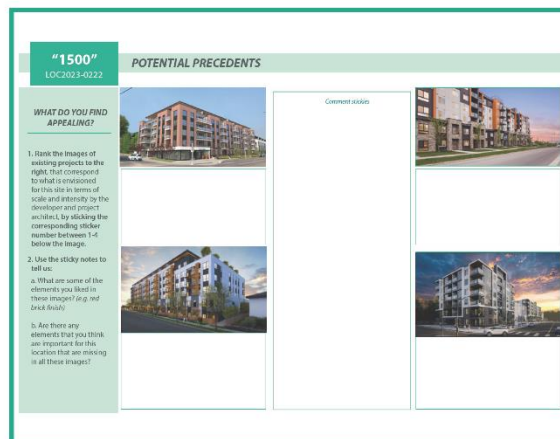 "1500"
LOC2023-0222
POTENTIAL PRECEDENTS
WHAT DO YOU FIND
APPEALING?
1. Rank the images of
existing projects to the
right, that correspond
to what is envisioned
for this site in terms of
scale and intensity by the
developer and project
architect, by sticking the
corresponding sticker
number between 1-4
below the image.
2. Use the sticky notes to
tell us:
a. What are some of the
elements you liked in
these images? (e.g. red
brick finish)
b. Are there any
elements that you think
are important for this
location that are missing
in all these images?
Comment stickies